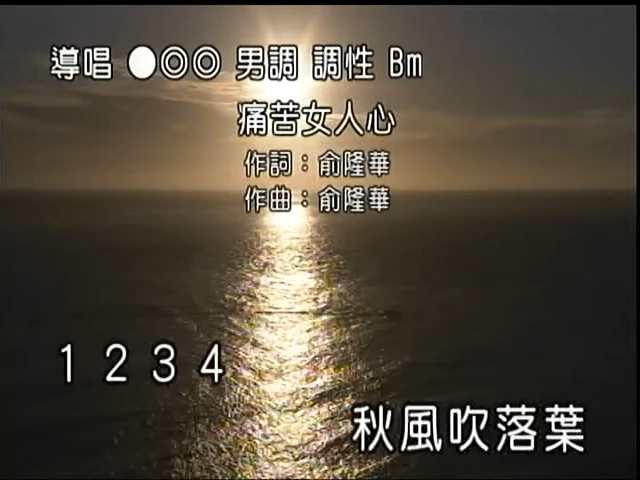 導唱 ●◎◎ 男調 調性 Bm
痛苦女人心
作詞：俞隆華
作曲：俞隆華
1 2 3 4
秋風吹落葉